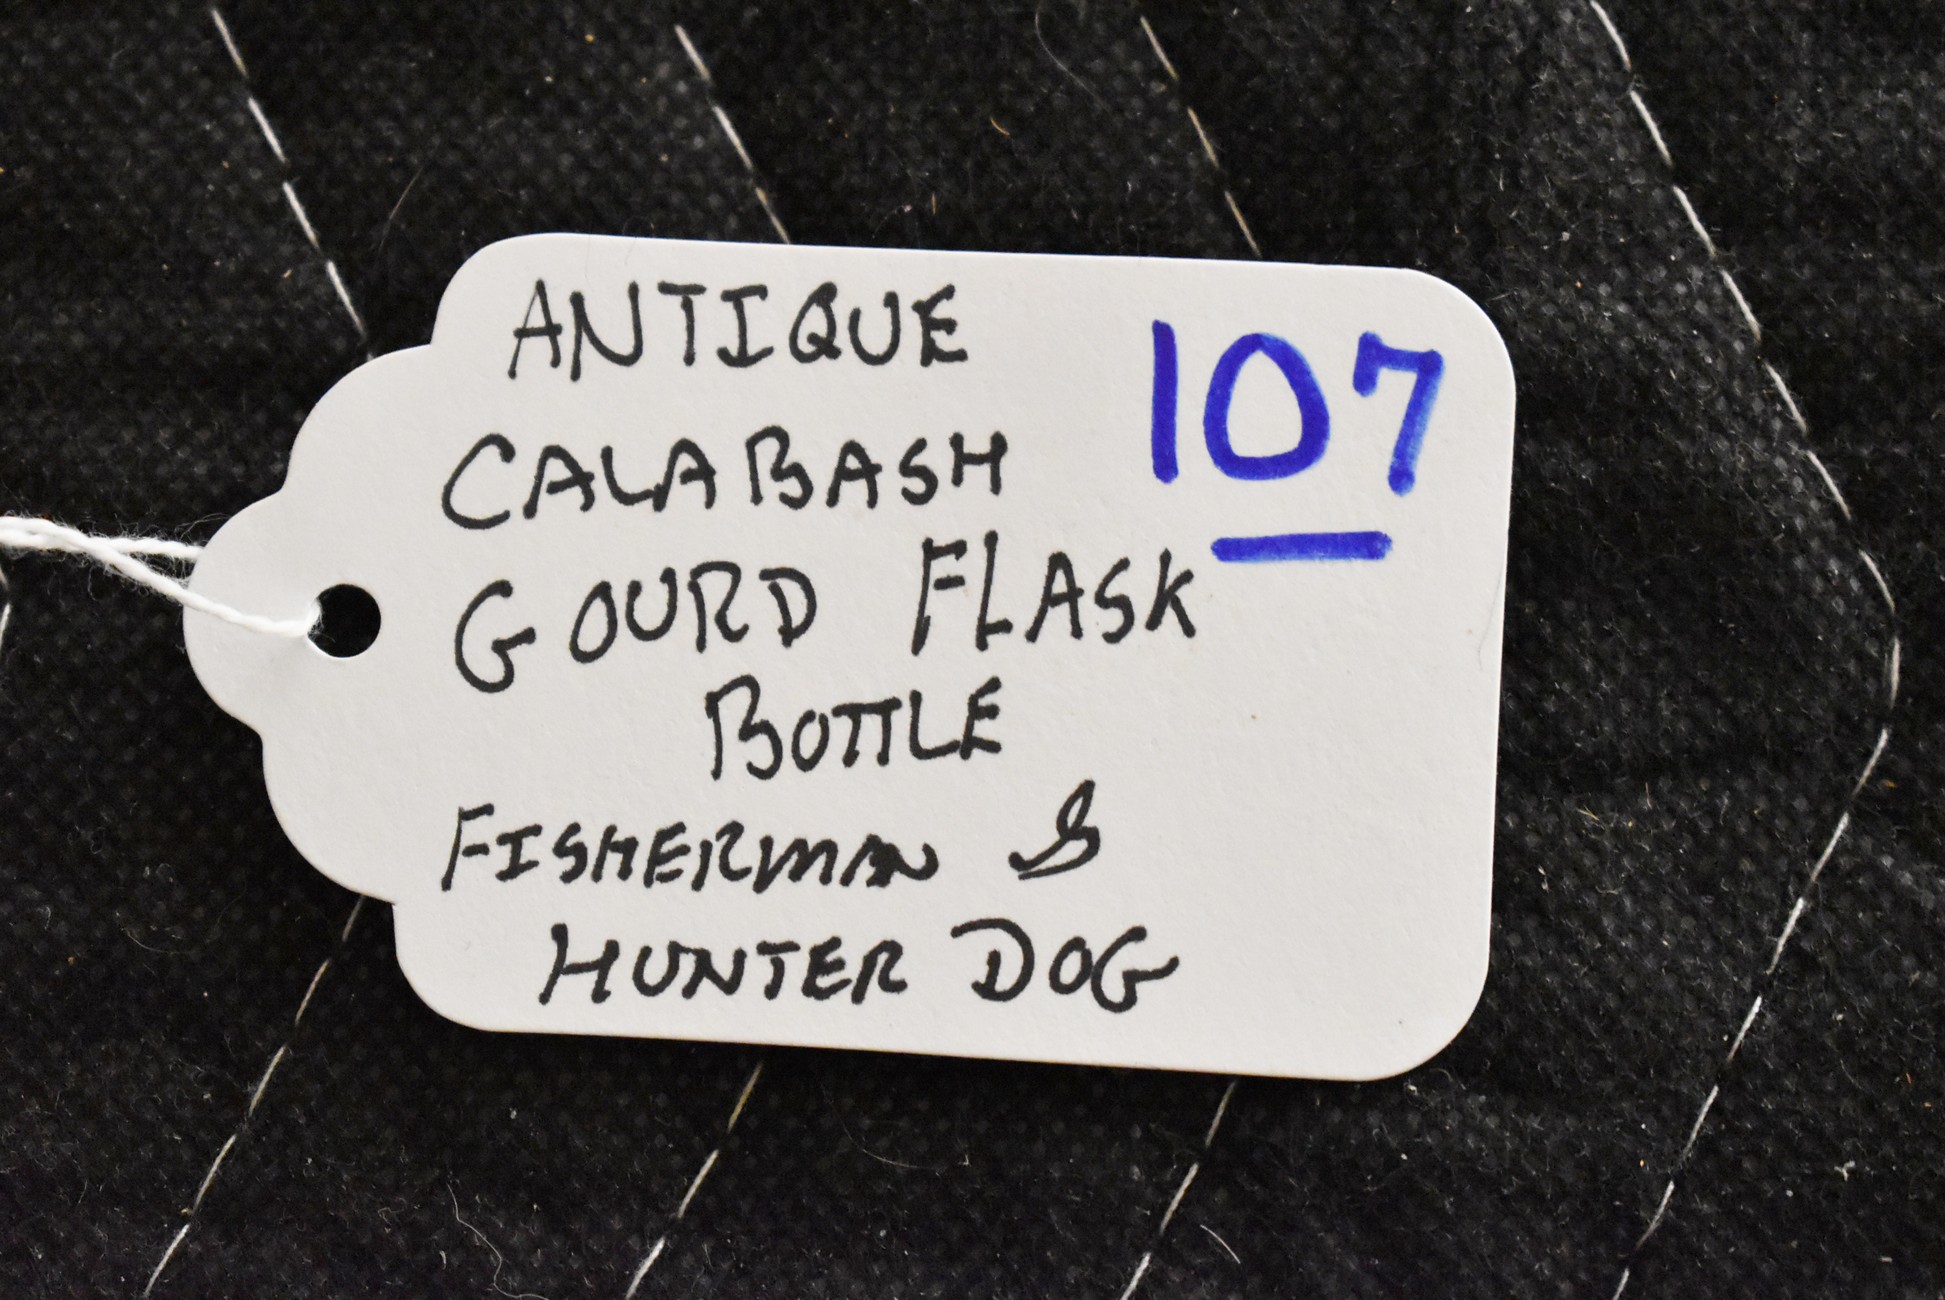 ANTIQUE
107
CALABASH
GOURD FLASK
BOTTLE
FISHERMAN &
HUNTER DOG